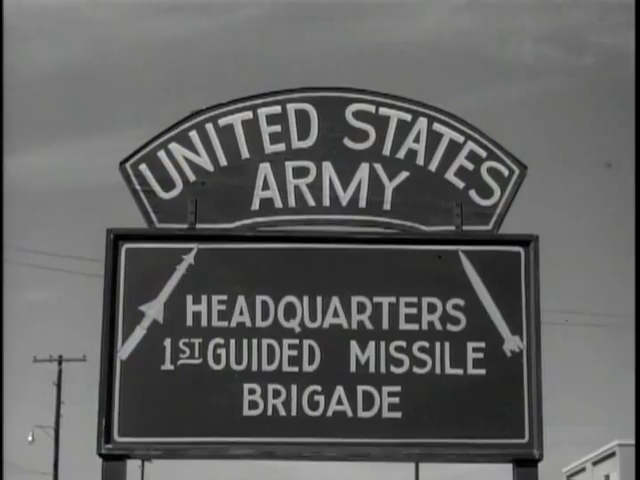 UNITED STATES
ARMY
HEADQUARTERS
1ST GUIDED MISSILE
BRIGADE